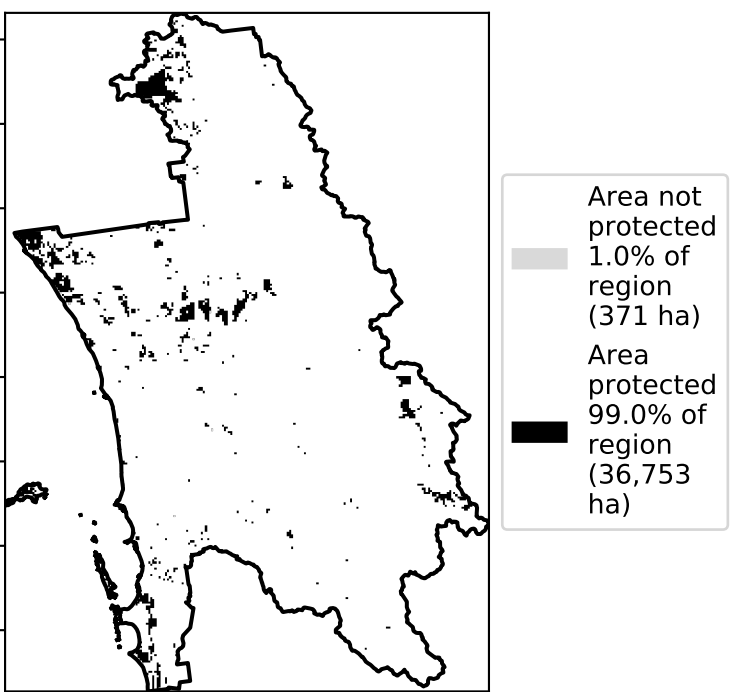 Area not
protected
1.0% of
region
(371 ha)
Area
protected
99.0% of
region
(36,753
ha)